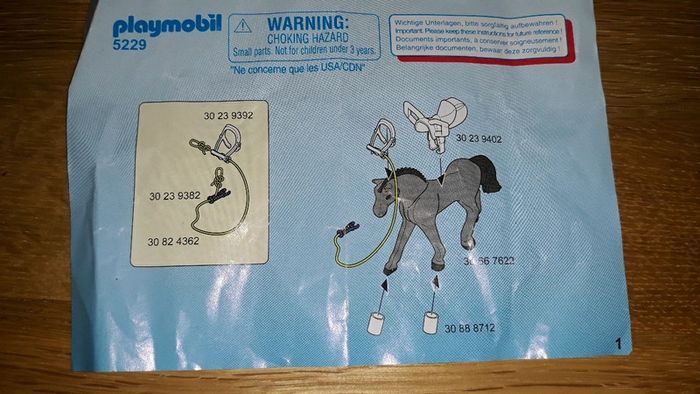 playmobil
5229
WARNING:
CHOKING HAZARD
Small parts. Not for children under 3 years.
"Ne concerne que les USA/CDN"
Wichtige Unterlagen, bitte sorgfältig aufbewahren !
Important. Please keep these instructions for future reference !
Documents importants, à conserver soigneusement !
Belangrijke documenten, bewaar deze zorgvuldig !
30 23 9392
30 23 9382
30 82 4362
30 23 9402
30 66 7622
30 88 8712
1